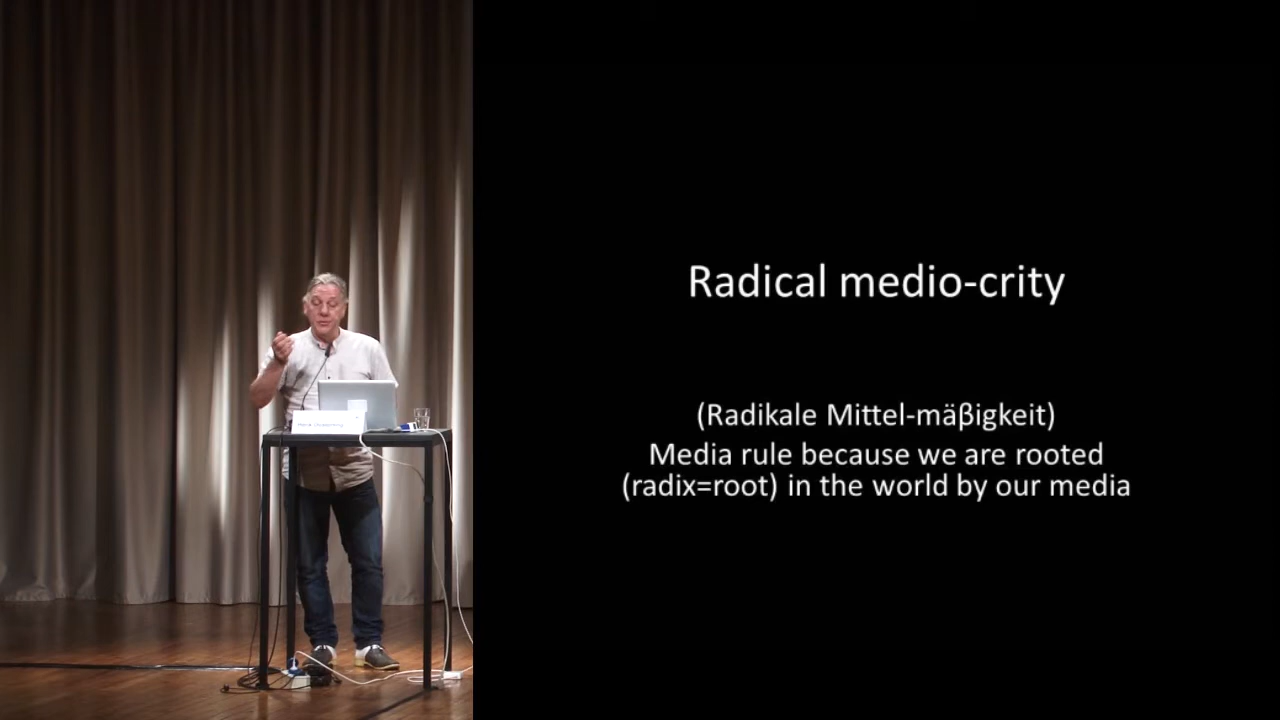 Radical medio-crity
(Radikale Mittel-mäβigkeit)
Media rule because we are rooted
(radix=root) in the world by our media